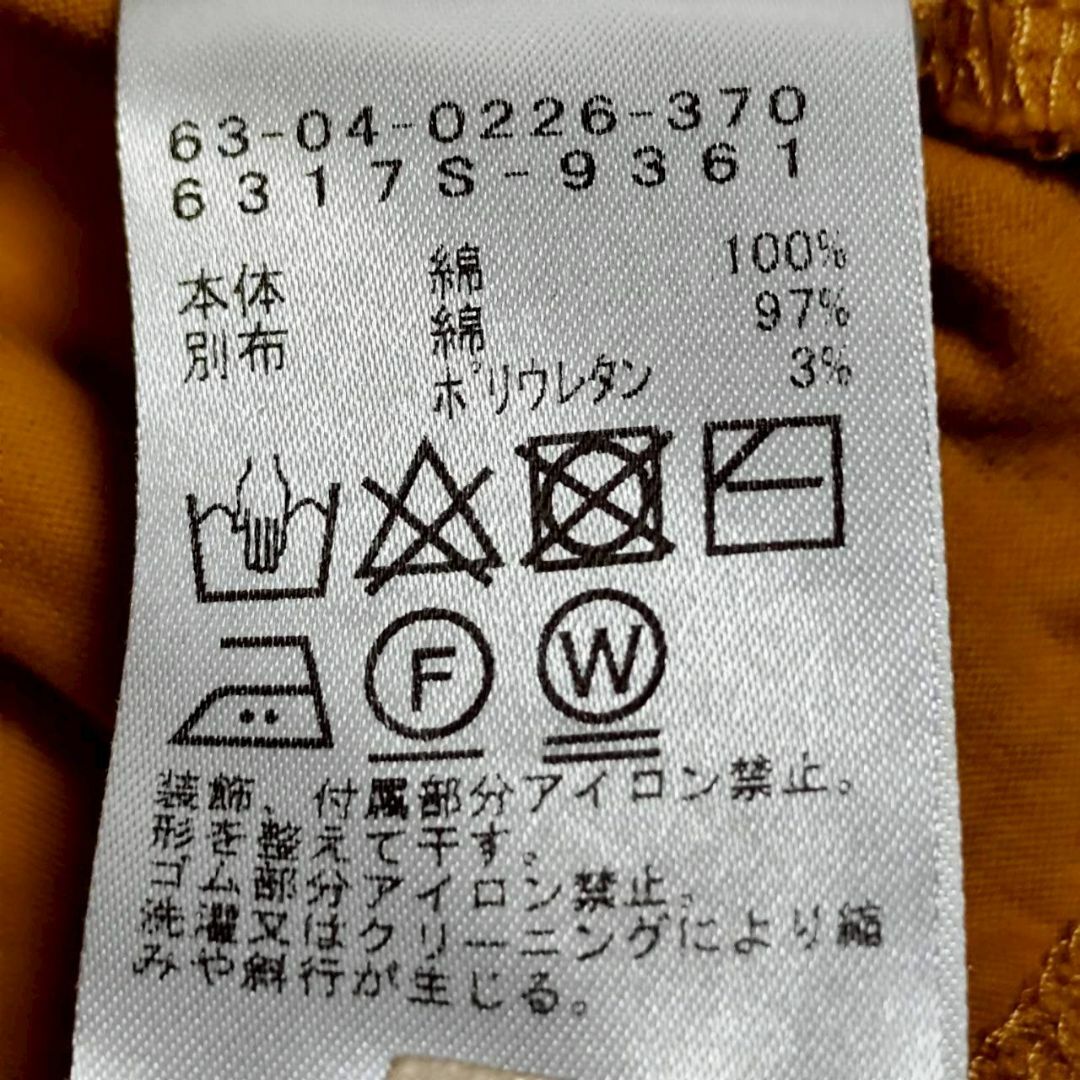 63-04-0226-370
6317S-9361
本体 綿 100%
別布 綿 97%
ポリウレタン 3%
F W
装飾、付属部分アイロン禁止。
形を整えて干す。
ゴム部分アイロン禁止。
洗濯又はクリーニングにより縮
みや斜行が生じる。